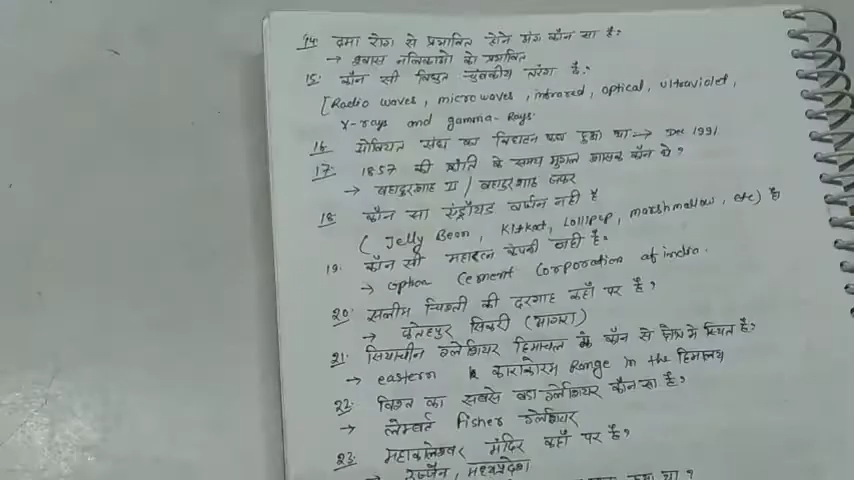 14. दमा रोग से प्रभावित होने अंग कौन सा है?
→ श्वास नलिकाओ को प्रभावित
15. कौन सी विद्युत चुंबकीय तरंग है?
[Radio waves, microwaves, infrared, optical, ultraviolet,
X-rays and gamma-Rays.
16. सोवियत संघ का विघटन कब हुआ था → Dec 1991
17. 1857 की क्रांति के समय मुगल शासक कौन थे?
→ बहादुरशाह II / बहादुरशाह जफर
18. कौन सा एंड्रॉयड वर्जन नही है
( Jelly Bean, Kitkat, Lollipop, marshmallow, etc) है
19. कौन सी महारत्न कंपनी नही है?
→ option Cement Corporation of india.
20. सलीम चिश्ती की दरगाह कहाँ पर है?
→ फतेहपुर सिकरी (आगरा)
21. सियाचीन ग्लेशियर हिमाचल के कौन से क्षेत्र मे स्थित है?
→ eastern काराकोरम Range in the हिमालय
22. विश्व का सबसे बडा ग्लेशियर कौन सा है?
→ लेम्बर्ट Fisher ग्लेशियर
23. महाकालेश्वर मंदिर कहाँ पर है?
→ उज्जैन, मध्यप्रदेश